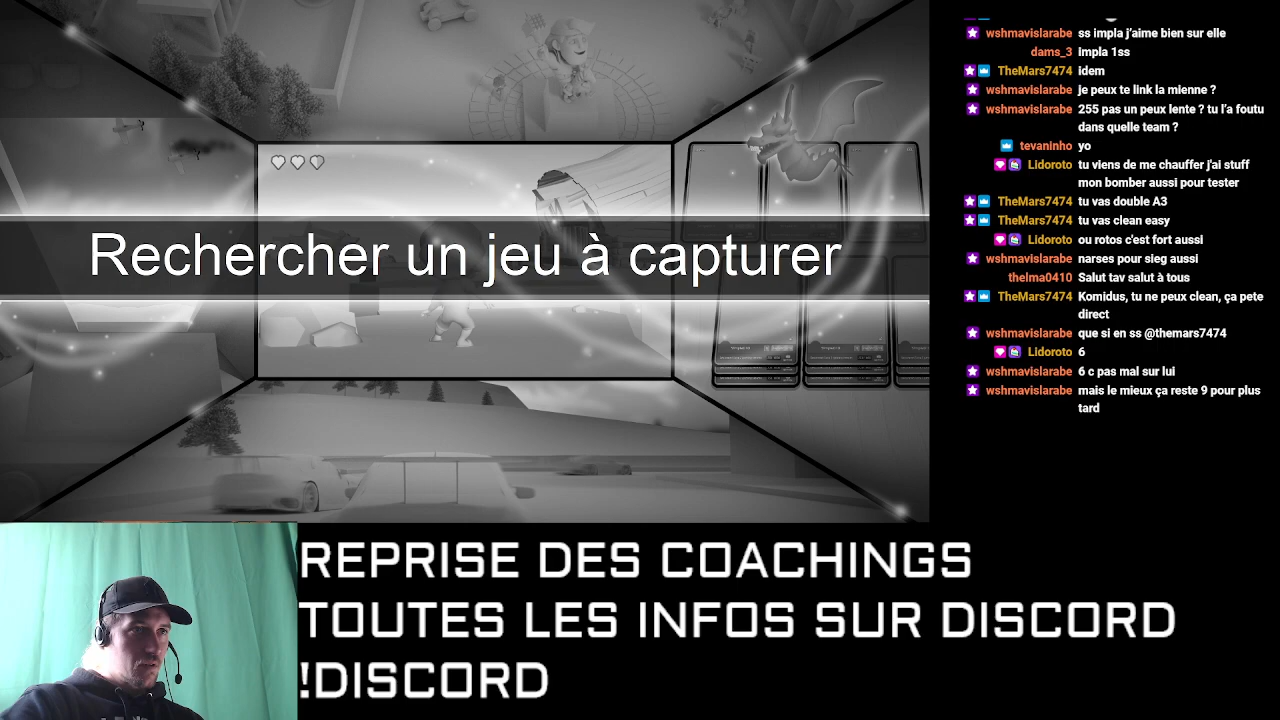 Rechercher un jeu à capturer
wshmavislarabe ss impla j'aime bien sur elle
dams_3 Impla 1ss
TheMars7474 idem
wshmavislarabe je peux te link la mienne ?
wshmavislarabe 255 pas un peux lente ? tu l'a foutu
dans quelle team ?
tevaninho yo
Lidoroto tu viens de me chauffer j'ai stuff
mon bomber aussi pour tester
TheMars7474 tu vas double A3
TheMars7474 tu vas clean easy
Lidoroto ou rotos c'est fort aussi
wshmavislarabe narses pour sieg aussi
thelma0410 Salut tav salut à tous
TheMars7474 Komidus, tu ne peux clean, ça pete
direct
wshmavislarabe que si en ss @themars7474
Lidoroto 6
wshmavislarabe 6 c pas mal sur lui
wshmavislarabe mais le mieux ça reste 9 pour plus
tard
REPRISE DES COACHINGS
TOUTES LES INFOS SUR DISCORD
!DISCORD